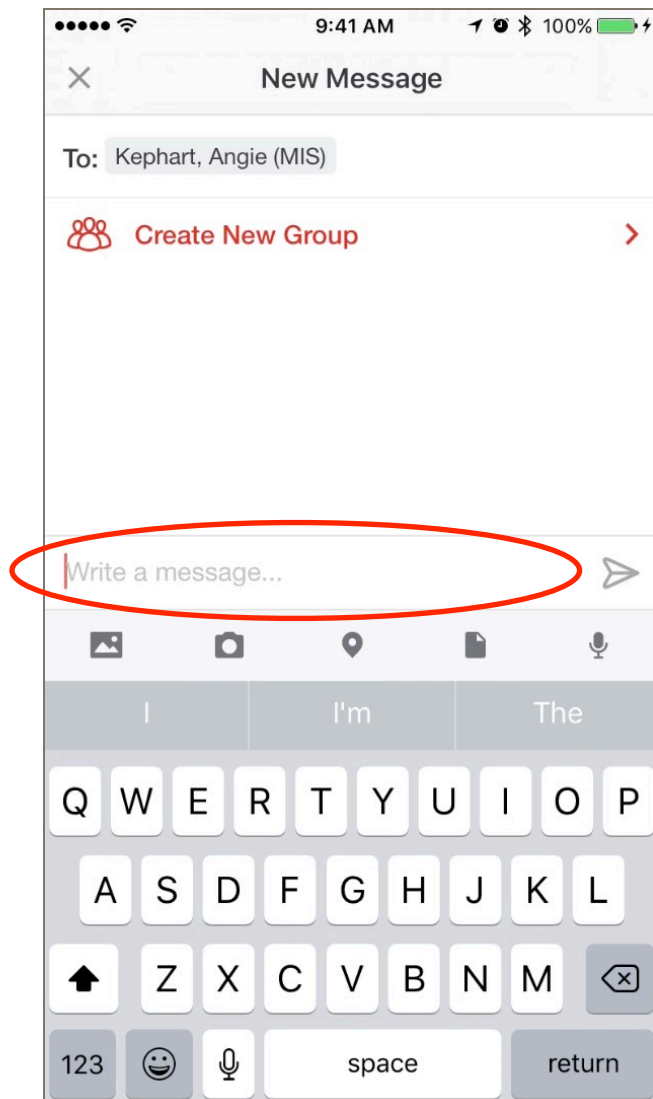 9:41 AM 100%
New Message
To: Kephart, Angie (MIS)
Create New Group
Write a message...
I I'm The
Q W E R T Y U I O P
A S D F G H J K L
Z X C V B N M
123 space return